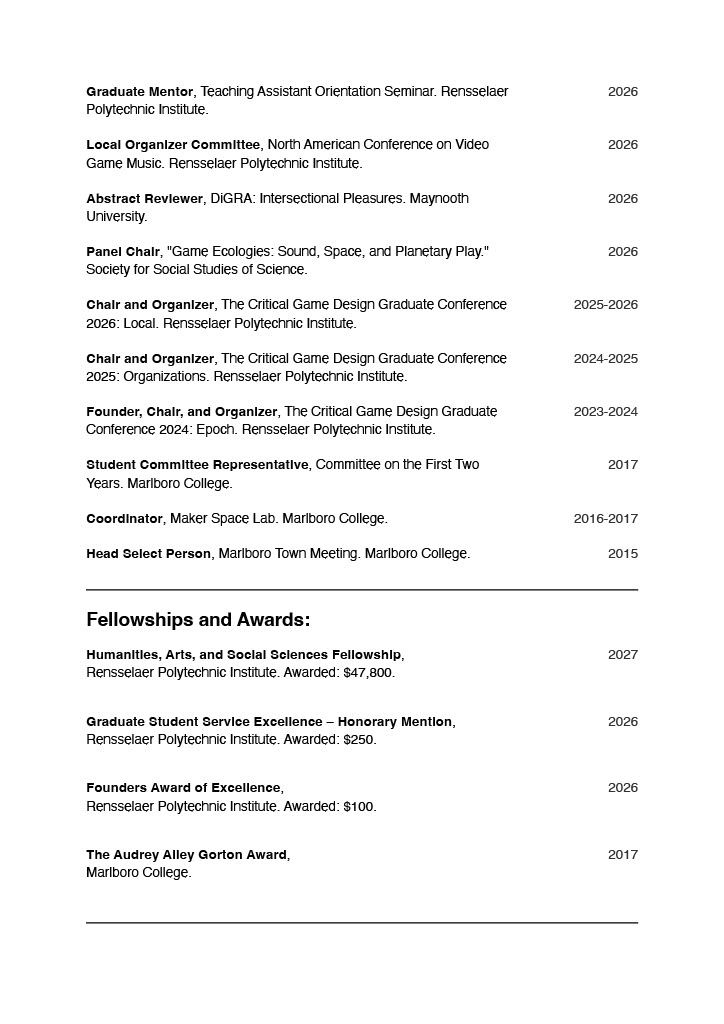 Graduate Mentor, Teaching Assistant Orientation Seminar. Rensselaer 2026
Polytechnic Institute.
Local Organizer Committee, North American Conference on Video 2026
Game Music. Rensselaer Polytechnic Institute.
Abstract Reviewer, DiGRA: Intersectional Pleasures. Maynooth 2026
University.
Panel Chair, "Game Ecologies: Sound, Space, and Planetary Play." 2026
Society for Social Studies of Science.
Chair and Organizer, The Critical Game Design Graduate Conference 2025-2026
2026: Local. Rensselaer Polytechnic Institute.
Chair and Organizer, The Critical Game Design Graduate Conference 2024-2025
2025: Organizations. Rensselaer Polytechnic Institute.
Founder, Chair, and Organizer, The Critical Game Design Graduate 2023-2024
Conference 2024: Epoch. Rensselaer Polytechnic Institute.
Student Committee Representative, Committee on the First Two 2017
Years. Marlboro College.
Coordinator, Maker Space Lab. Marlboro College. 2016-2017
Head Select Person, Marlboro Town Meeting. Marlboro College. 2015
Fellowships and Awards:
Humanities, Arts, and Social Sciences Fellowship, 2027
Rensselaer Polytechnic Institute. Awarded: $47,800.
Graduate Student Service Excellence – Honorary Mention, 2026
Rensselaer Polytechnic Institute. Awarded: $250.
Founders Award of Excellence, 2026
Rensselaer Polytechnic Institute. Awarded: $100.
The Audrey Alley Gorton Award, 2017
Marlboro College.